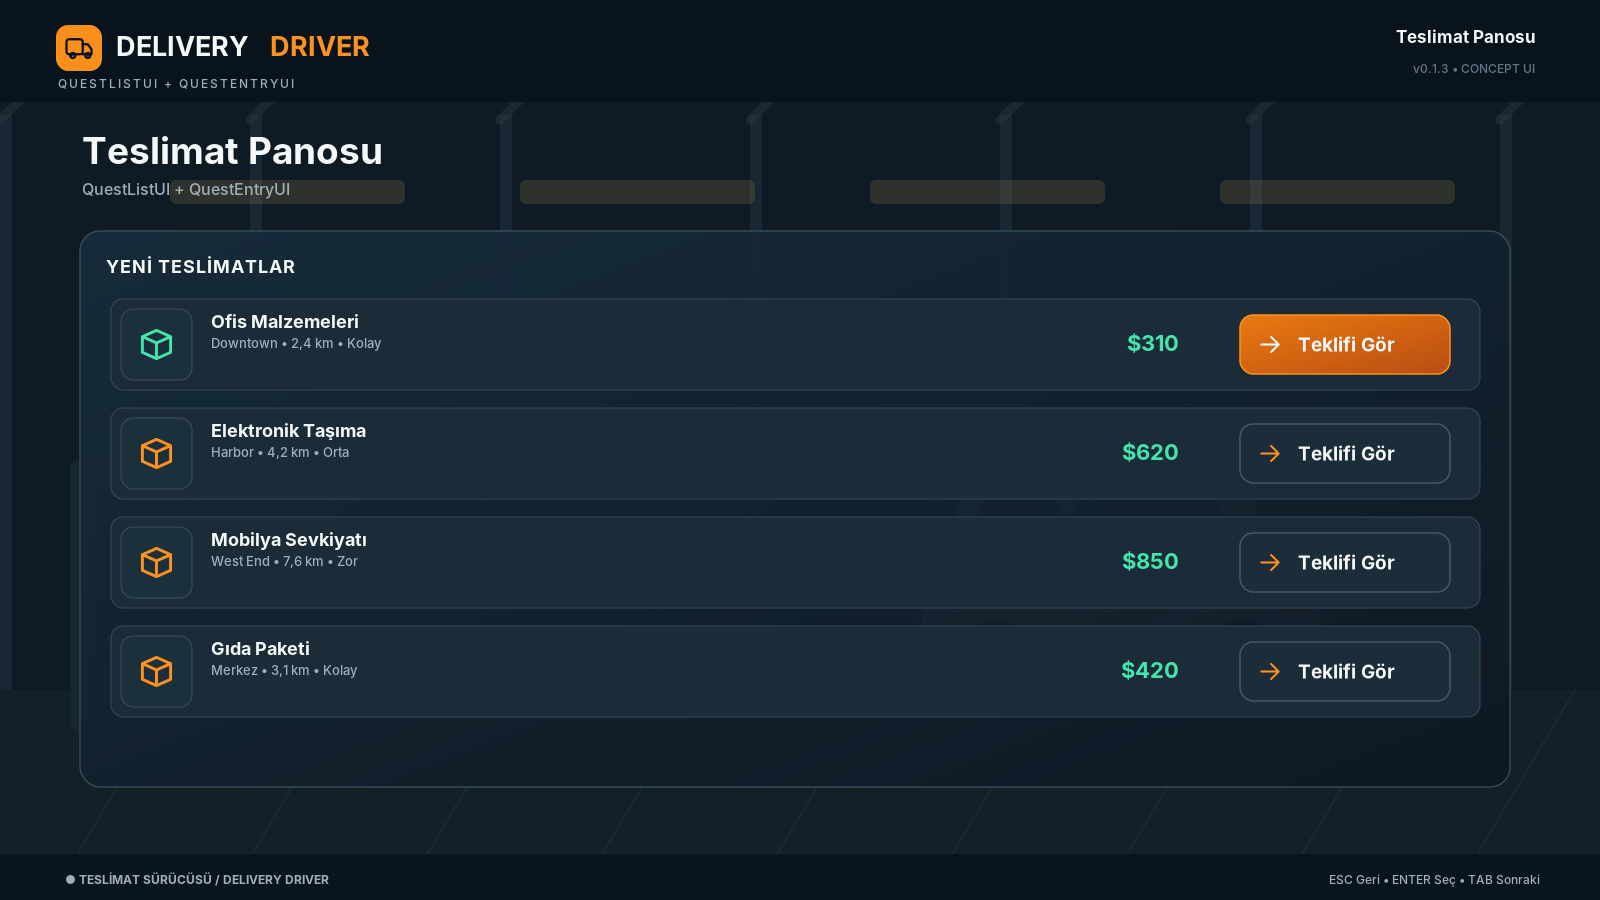 DELIVERY DRIVER
QUESTLISTUI + QUESTENTRYUI
Teslimat Panosu
v0.1.3 • CONCEPT UI
Teslimat Panosu
QuestListUI + QuestEntryUI
YENİ TESLİMATLAR
Ofis Malzemeleri
Downtown • 2,4 km • Kolay
$310
Teklifi Gör
Elektronik Taşıma
Harbor • 4,2 km • Orta
$620
Teklifi Gör
Mobilya Sevkiyatı
West End • 7,6 km • Zor
$850
Teklifi Gör
Gıda Paketi
Merkez • 3,1 km • Kolay
$420
Teklifi Gör
TESLİMAT SÜRÜCÜSÜ / DELIVERY DRIVER
ESC Geri • ENTER Seç • TAB Sonraki